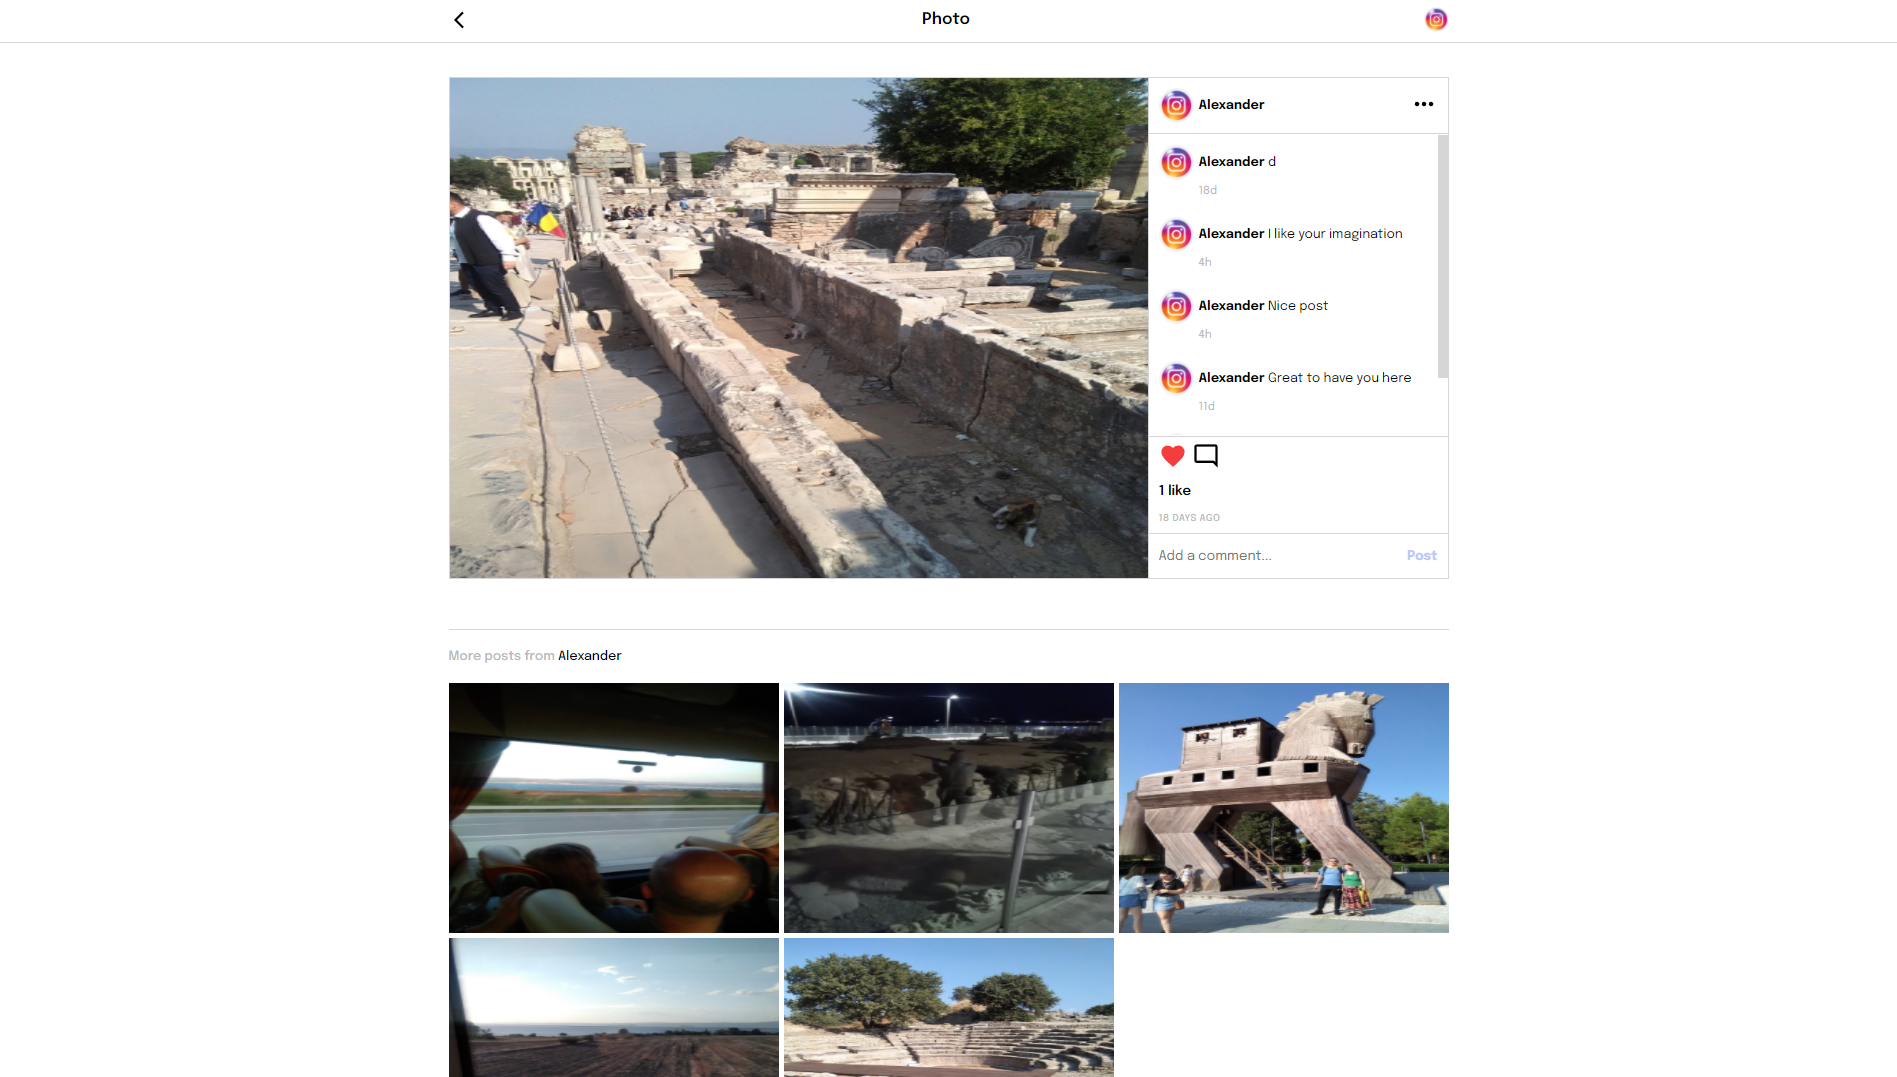 Photo
Alexander
Alexander d
18d
Alexander I like your imagination
4h
Alexander Nice post
4h
Alexander Great to have you here
11d
1 like
18 DAYS AGO
Add a comment... Post
More posts from Alexander